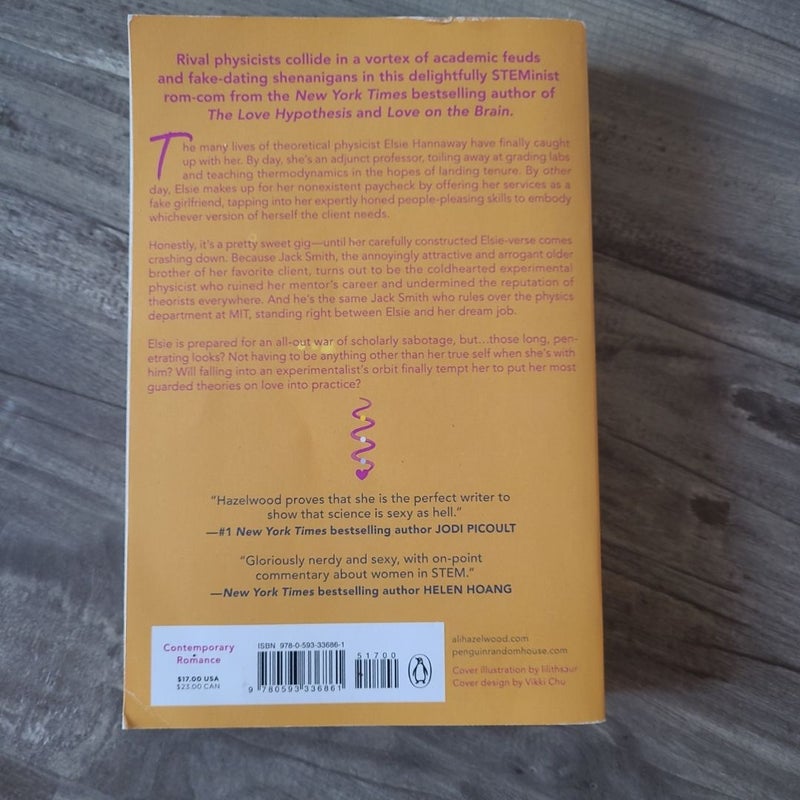 Rival physicists collide in a vortex of academic feuds
and fake-dating shenanigans in this delightfully STEMinist
rom-com from the New York Times bestselling author of
The Love Hypothesis and Love on the Brain.
The many lives of theoretical physicist Elsie Hannaway have finally caught
up with her. By day, she's an adjunct professor, toiling away at grading labs
and teaching thermodynamics in the hopes of landing tenure. By other
day, Elsie makes up for her nonexistent paycheck by offering her services as a
fake girlfriend, tapping into her expertly honed people-pleasing skills to embody
whichever version of herself the client needs.
Honestly, it's a pretty sweet gig—until her carefully constructed Elsie-verse comes
crashing down. Because Jack Smith, the annoyingly attractive and arrogant older
brother of her favorite client, turns out to be the coldhearted experimental
physicist who ruined her mentor's career and undermined the reputation of
theorists everywhere. And he's the same Jack Smith who rules over the physics
department at MIT, standing right between Elsie and her dream job.
Elsie is prepared for an all-out war of scholarly sabotage, but...those long, pen-
etrating looks? Not having to be anything other than her true self when she's with
him? Will falling into an experimentalist's orbit finally tempt her to put her most
guarded theories on love into practice?
"Hazelwood proves that she is the perfect writer to
show that science is sexy as hell."
—#1 New York Times bestselling author JODI PICOULT
"Gloriously nerdy and sexy, with on-point
commentary about women in STEM."
—New York Times bestselling author HELEN HOANG
Contemporary
Romance
$17.00 USA
$23.00 CAN
ISBN 978-0-593-33686-1
51700
9 780593 336861
alihazelwood.com
penguinrandomhouse.com
Cover illustration by lilithsaur
Cover design by Vikki Chu